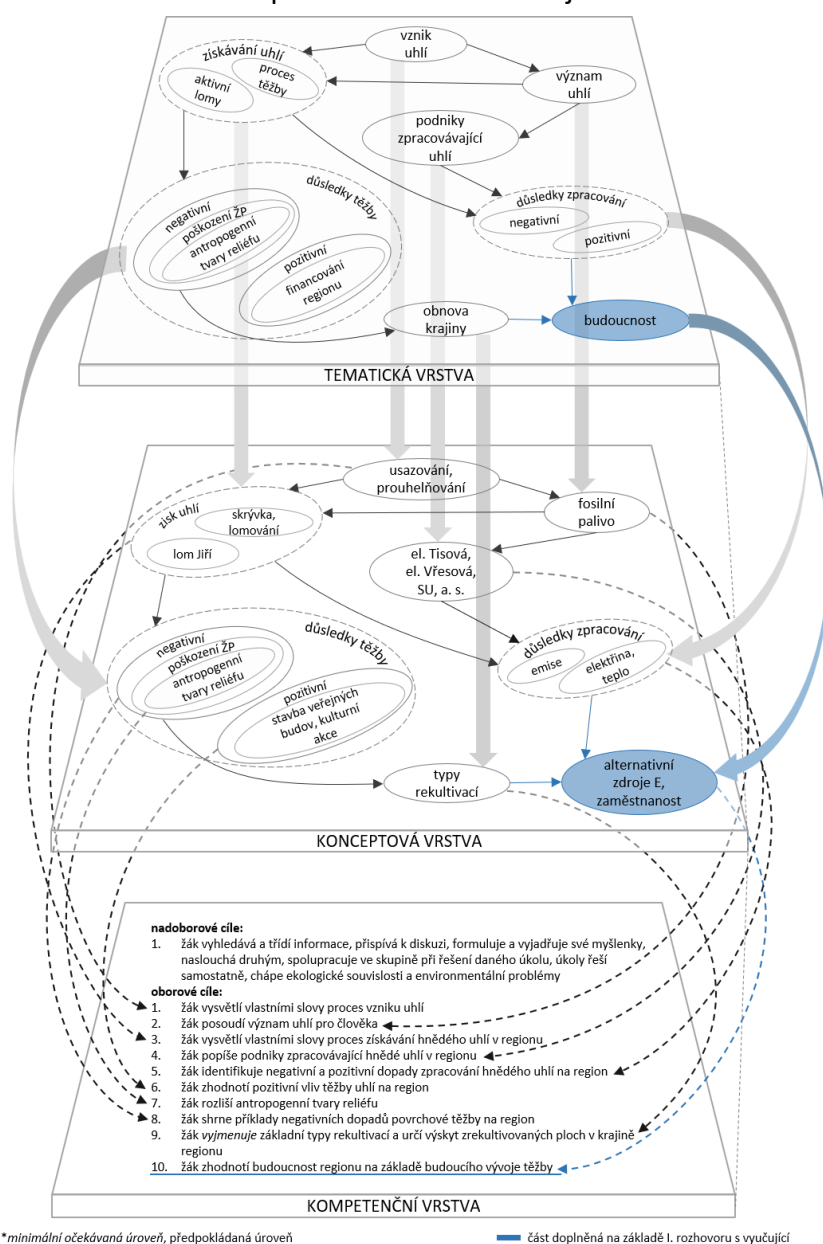 vznik
uhlí
získávání uhlí
proces
těžby
aktivní
lomy
význam
uhlí
podniky
zpracovávající
uhlí
důsledky těžby
negativní
poškození ŽP
antropogenní
tvary reliéfu
pozitivní
financování
regionu
důsledky zpracování
negativní
pozitivní
obnova
krajiny
budoucnost
TEMATICKÁ VRSTVA
usazování,
prouhelňování
zisk uhlí
skrývka,
lomování
lom Jiří
fosilní
palivo
el. Tisová,
el. Vřesová,
SU, a. s.
důsledky těžby
negativní
poškození ŽP
antropogenní
tvary reliéfu
pozitivní
stavba veřejných
budov, kulturní
akce
důsledky zpracování
emise
elektřina,
teplo
typy
rekultivací
alternativní
zdroje E,
zaměstnanost
KONCEPTOVÁ VRSTVA
nadoborové cíle:
1. žák vyhledává a třídí informace, přispívá k diskuzi, formuluje a vyjadřuje své myšlenky,
naslouchá druhým, spolupracuje ve skupině při řešení daného úkolu, úkoly řeší
samostatně, chápe ekologické souvislosti a environmentální problémy
oborové cíle:
1. žák vysvětlí vlastními slovy proces vzniku uhlí
2. žák posoudí význam uhlí pro člověka
3. žák vysvětlí vlastními slovy proces získávání hnědého uhlí v regionu
4. žák popíše podniky zpracovávající hnědé uhlí v regionu
5. žák identifikuje negativní a pozitivní dopady zpracování hnědého uhlí na region
6. žák zhodnotí pozitivní vliv těžby uhlí na region
7. žák rozliší antropogenní tvary reliéfu
8. žák shrne příklady negativních dopadů povrchové těžby na region
9. žák vyjmenuje základní typy rekultivací a určí výskyt zrekultivovaných ploch v krajině
regionu
10. žák zhodnotí budoucnost regionu na základě budoucího vývoje těžby
KOMPETENČNÍ VRSTVA
*minimální očekávaná úroveň, předpokládaná úroveň
část doplněná na základě I. rozhovoru s vyučující